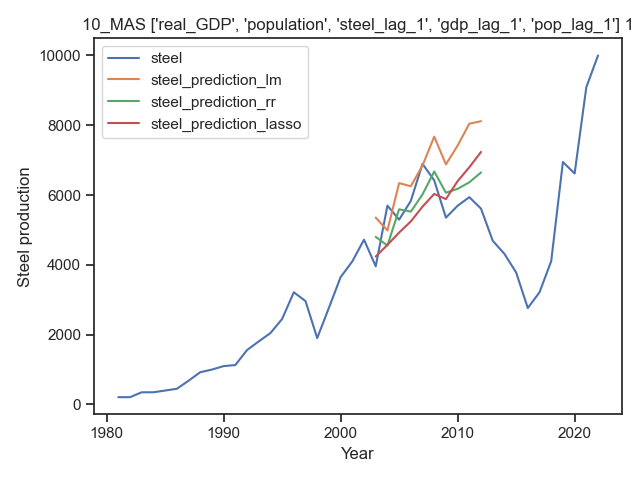 10_MAS ['real_GDP', 'population', 'steel_lag_1', 'gdp_lag_1', 'pop_lag_1'] 1
steel
steel_prediction_lm
steel_prediction_rr
steel_prediction_lasso
10000
8000
6000
4000
2000
0
Steel production
1980
1990
2000
2010
2020
Year